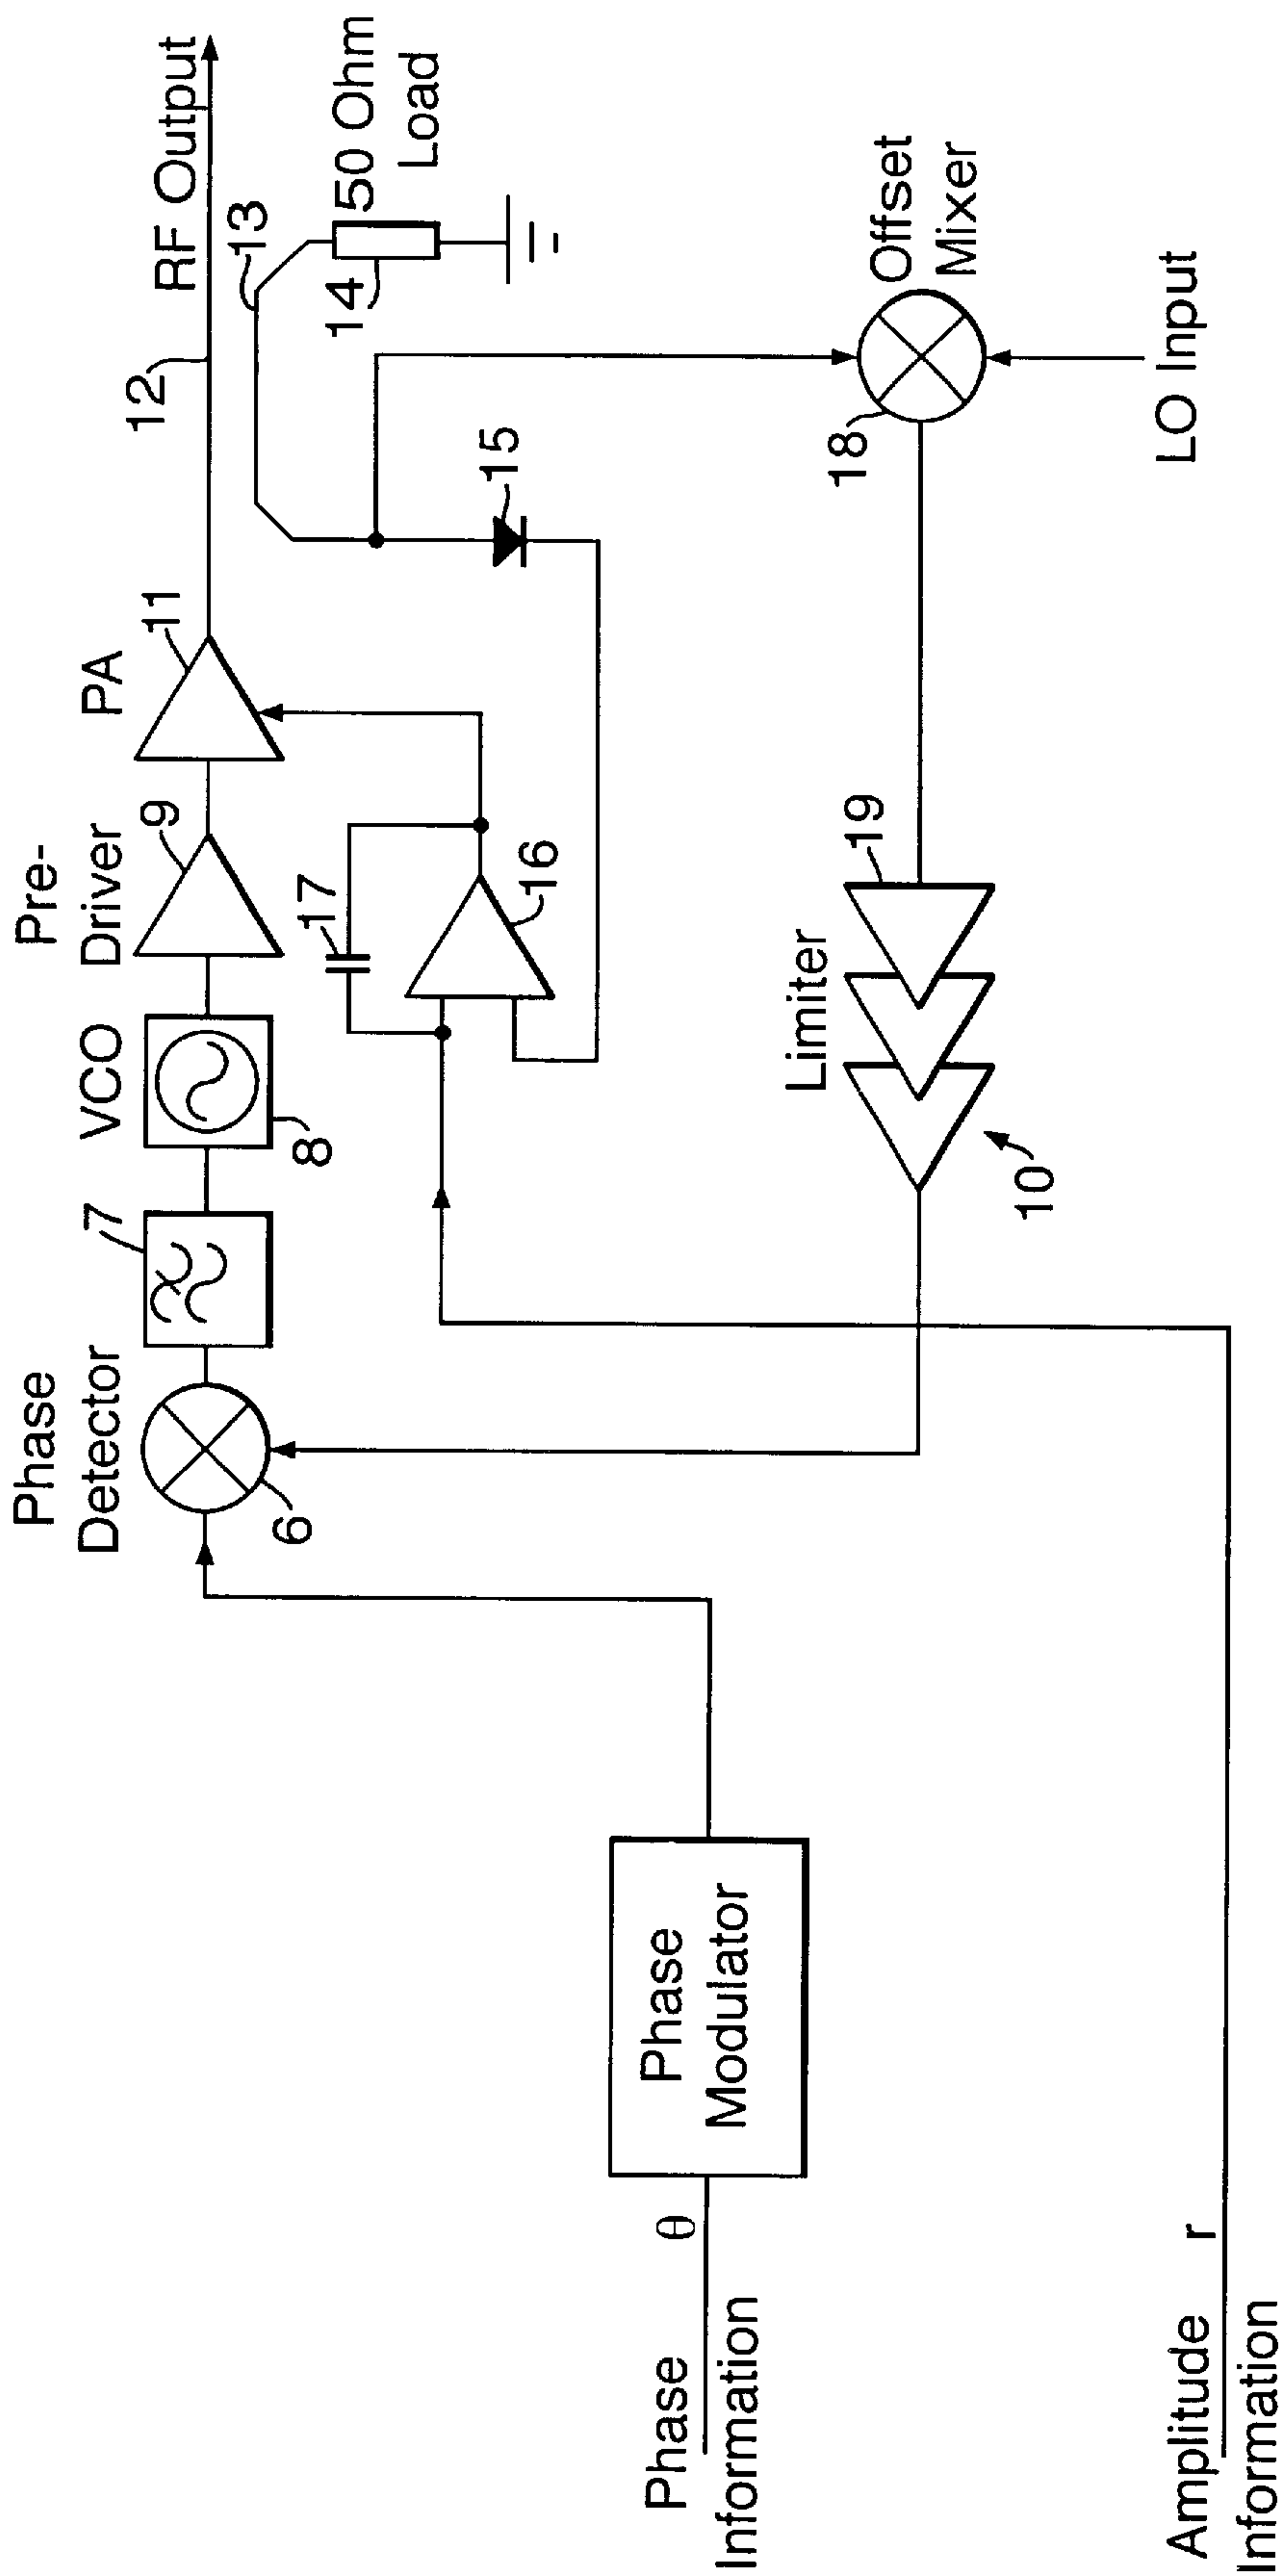 Phase
Detector
6
7
VCO
8
Pre-
Driver
9
PA
11
12
RF Output
13
14
50 Ohm
Load
15
16
17
Limiter
10
19
Offset
Mixer
18
LO Input
Phase
Modulator
Phase θ
Information
Amplitude r
Information